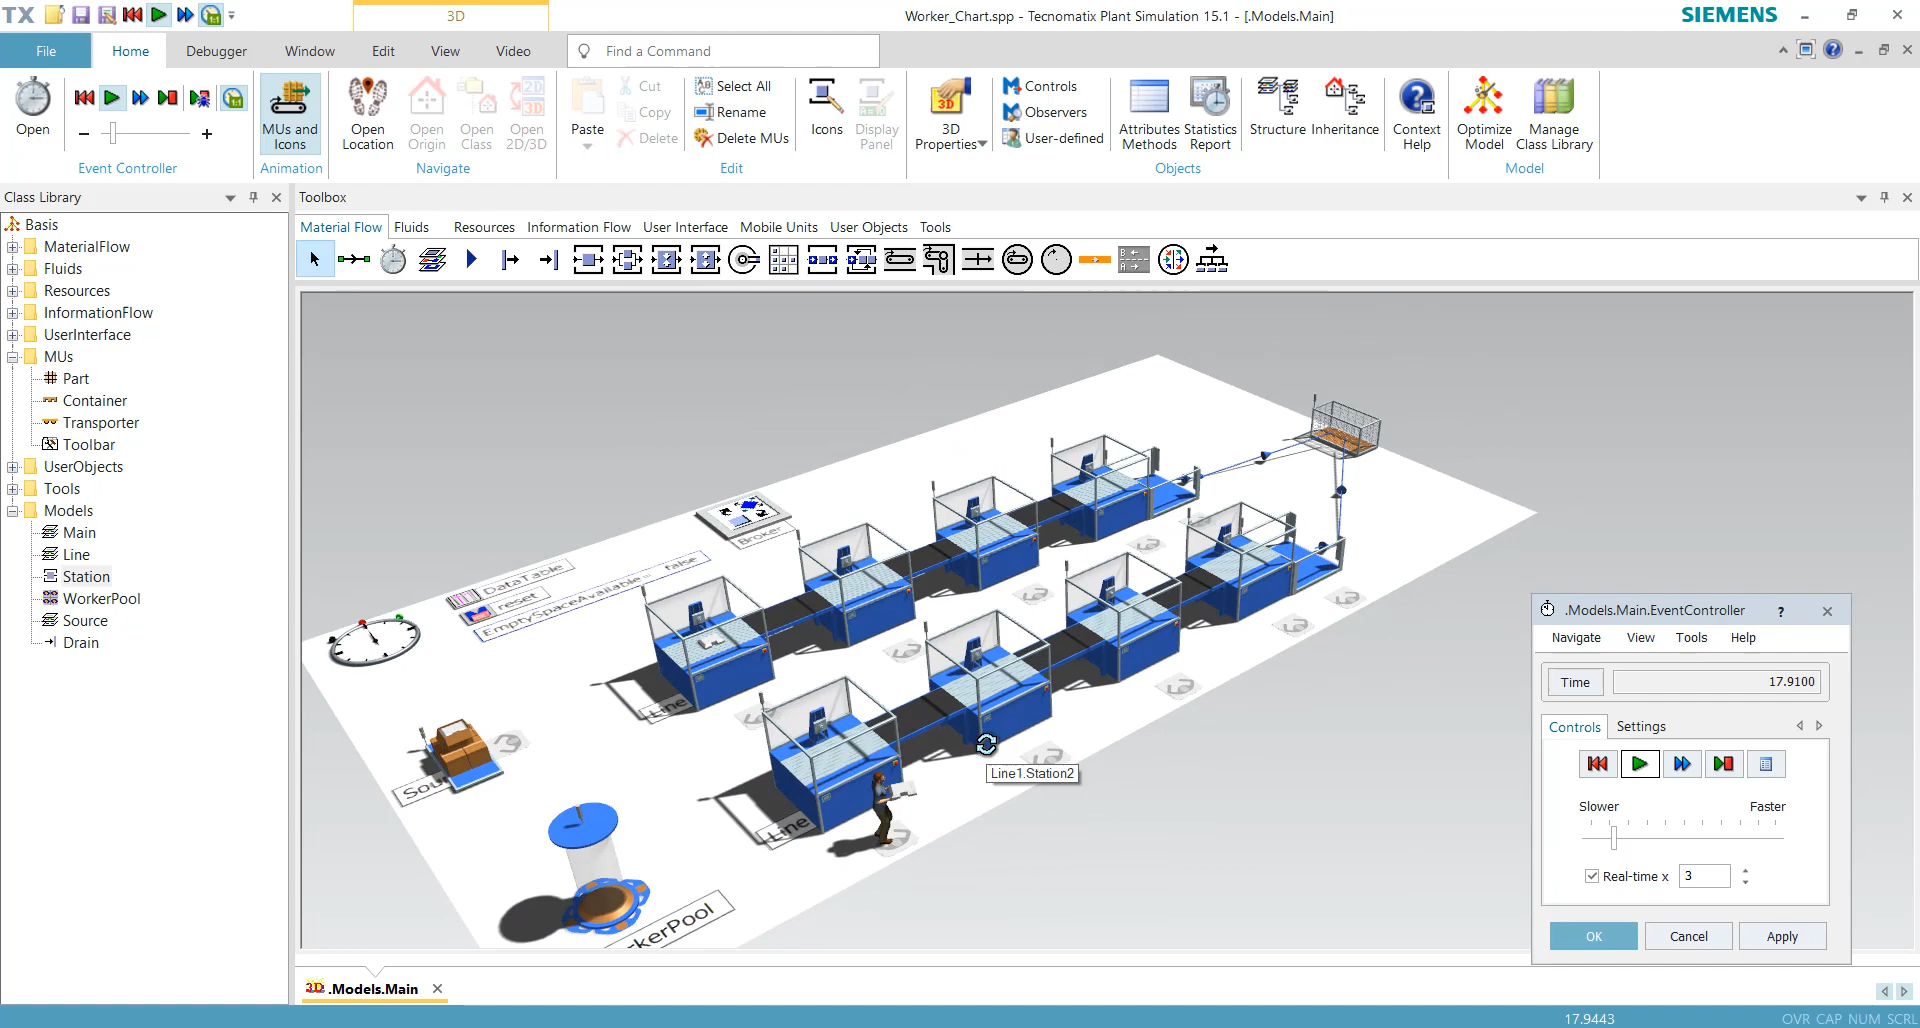 TX
3D
Worker_Chart.spp - Tecnomatix Plant Simulation 15.1 - [.Models.Main]
SIEMENS
File Home Debugger Window Edit View Video Find a Command
Open
Event Controller
MUs and Icons
Animation
Open Location
Open Origin
Open Class
Open 2D/3D
Navigate
Paste
Cut
Copy
Delete
Select All
Rename
Delete MUs
Edit
Icons
Display Panel
3D Properties
Controls
Observers
User-defined
Attributes Methods
Statistics Report
Structure
Inheritance
Objects
Context Help
Optimize Model
Manage Class Library
Model
Class Library
Basis
MaterialFlow
Fluids
Resources
InformationFlow
UserInterface
MUs
Part
Container
Transporter
Toolbar
UserObjects
Tools
Models
Main
Line
Station
WorkerPool
Source
Drain
Toolbox
Material Flow Fluids Resources Information Flow User Interface Mobile Units User Objects Tools
Broker
DataTable
reset
EmptySpaceAvailable = false
Line
Line
Line1.Station2
.Models.Main.EventController
Navigate View Tools Help
Time 17.9100
Controls Settings
Slower Faster
Real-time x 3
OK Cancel Apply
3D .Models.Main
17.9443 OVR CAP NUM SCRL